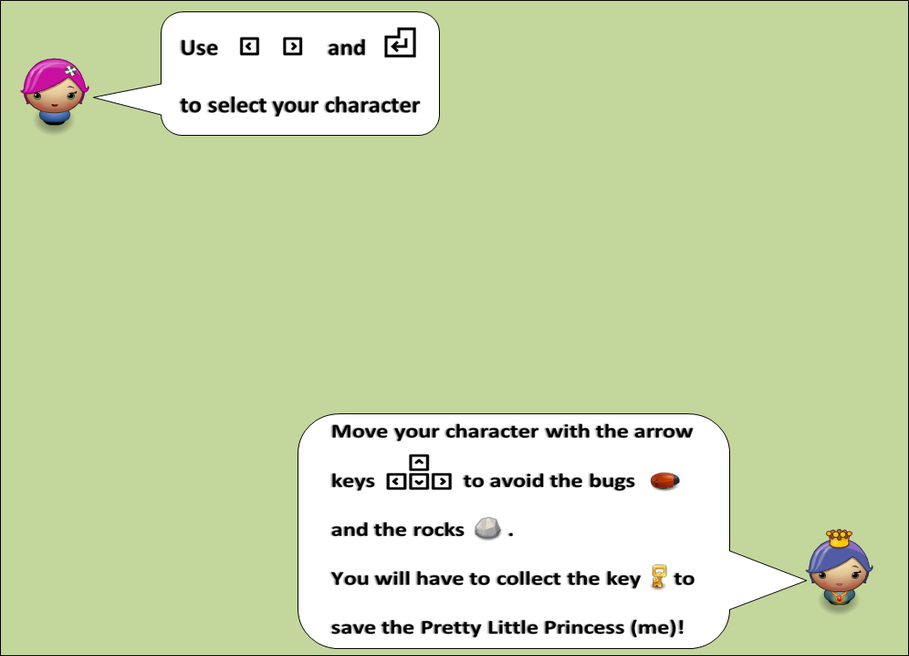 Use and
to select your character
Move your character with the arrow
keys to avoid the bugs
and the rocks .
You will have to collect the key to
save the Pretty Little Princess (me)!